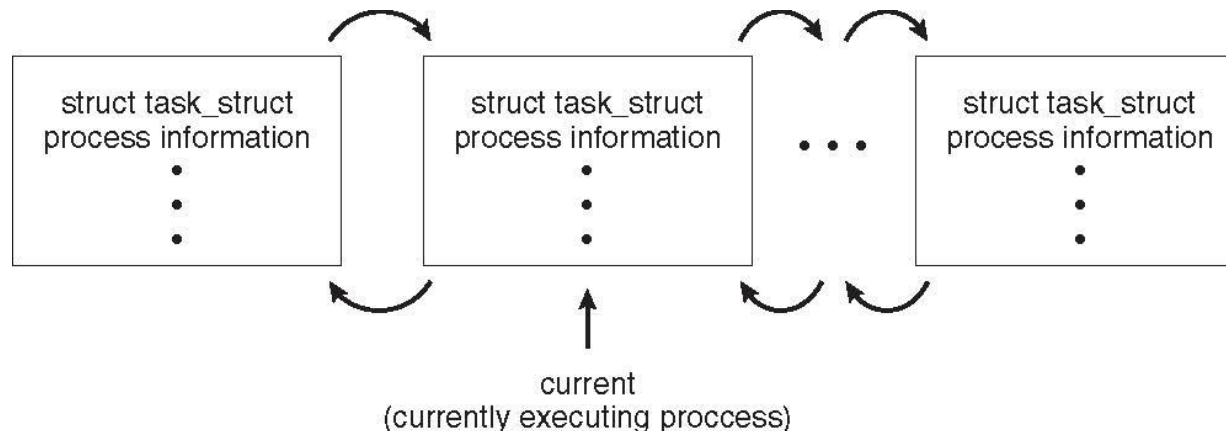 struct task_struct
process information
struct task_struct
process information
struct task_struct
process information
current
(currently executing proccess)